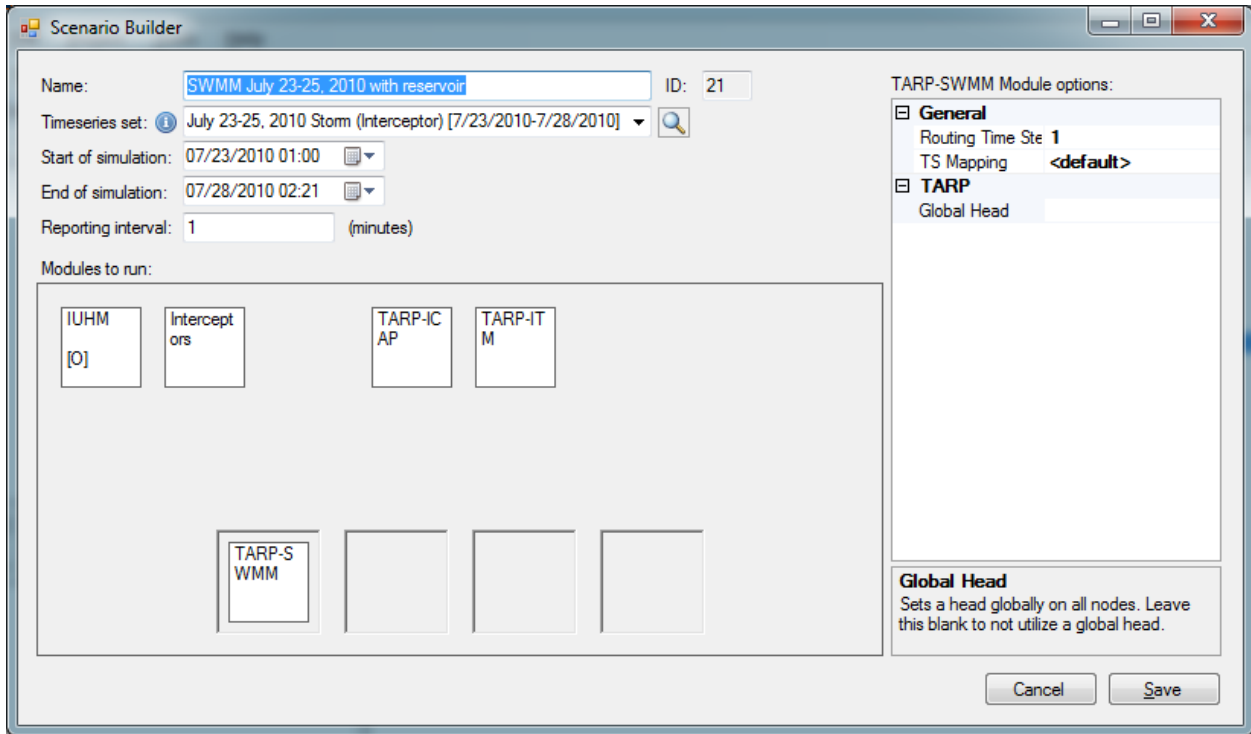 Scenario Builder
Name: SWMM July 23-25, 2010 with reservoir ID: 21
Timeseries set: July 23-25, 2010 Storm (Interceptor) [7/23/2010-7/28/2010]
Start of simulation: 07/23/2010 01:00
End of simulation: 07/28/2010 02:21
Reporting interval: 1 (minutes)
Modules to run:
IUHM
[O]
Intercept
ors
TARP-IC
AP
TARP-IT
M
TARP-S
WMM
TARP-SWMM Module options:
General
Routing Time Ste 1
TS Mapping <default>
TARP
Global Head
Global Head
Sets a head globally on all nodes. Leave
this blank to not utilize a global head.
Cancel Save